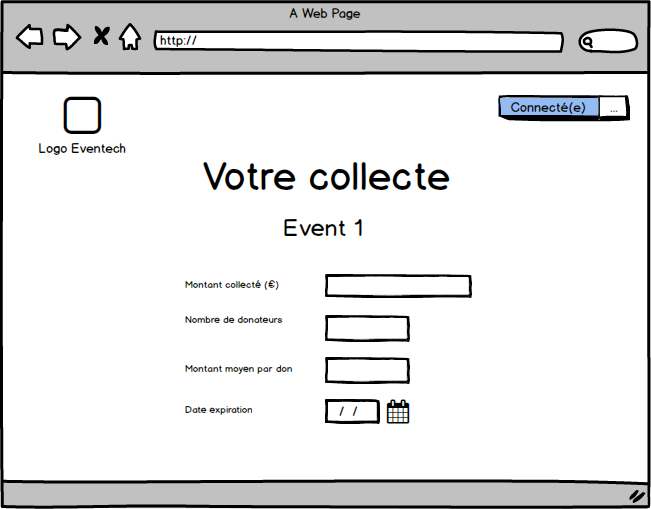 A Web Page
http://
Connecté(e) ...
Logo Eventech
Votre collecte
Event 1
Montant collecté (€)
Nombre de donateurs
Montant moyen par don
Date expiration / /